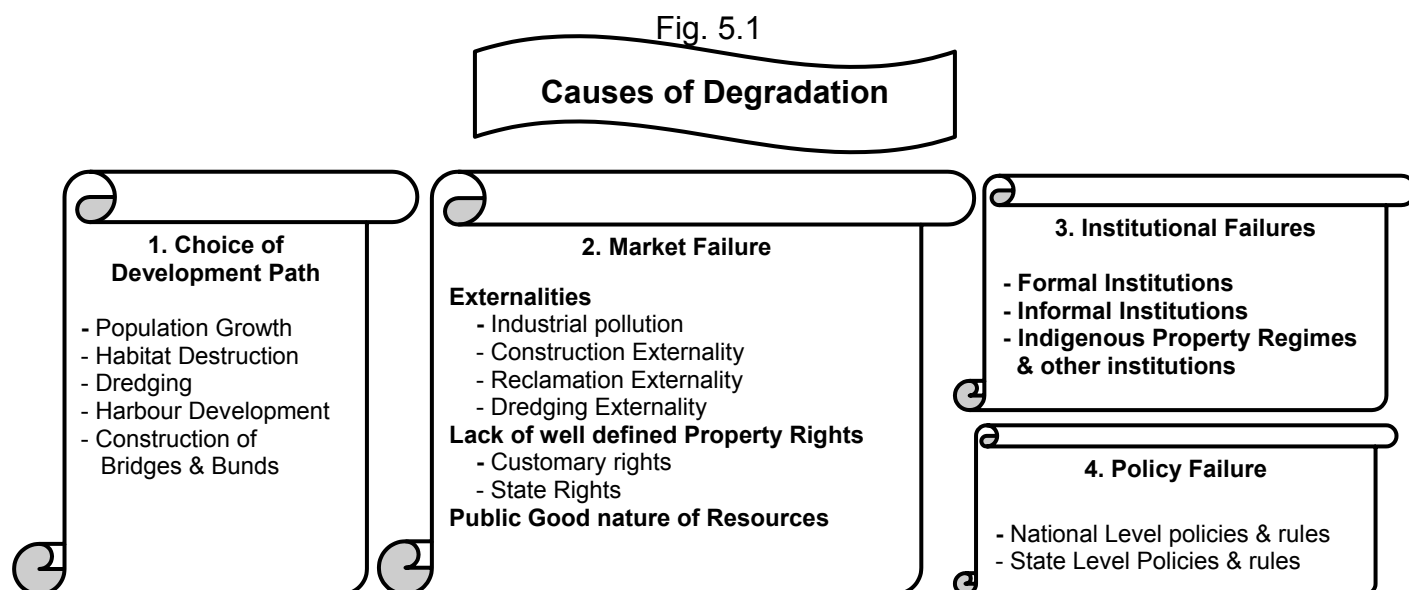 Fig. 5.1
Causes of Degradation
1. Choice of
Development Path
- Population Growth
- Habitat Destruction
- Dredging
- Harbour Development
- Construction of
Bridges & Bunds
2. Market Failure
Externalities
- Industrial pollution
- Construction Externality
- Reclamation Externality
- Dredging Externality
Lack of well defined Property Rights
- Customary rights
- State Rights
Public Good nature of Resources
3. Institutional Failures
- Formal Institutions
- Informal Institutions
- Indigenous Property Regimes
& other institutions
4. Policy Failure
- National Level policies & rules
- State Level Policies & rules